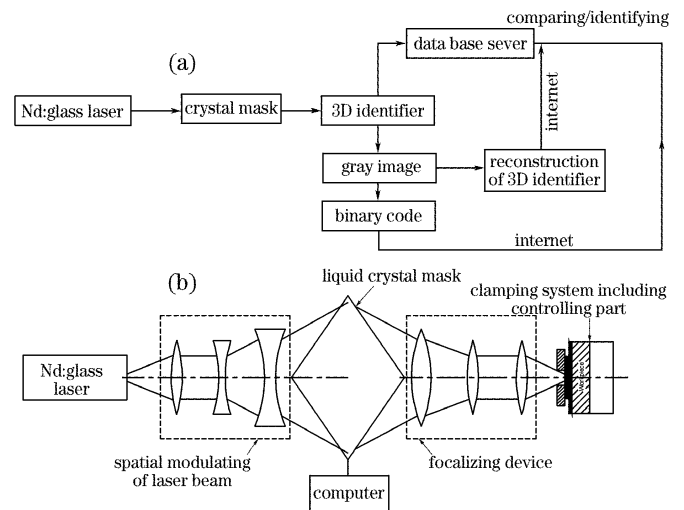 comparing/identifying
(a)
data base sever
Nd:glass laser
crystal mask
3D identifier
internet
gray image
reconstruction
of 3D identifier
binary code
internet
(b)
liquid crystal mask
clamping system including
controlling part
Nd:glass
laser
spatial modulating
of laser beam
focalizing device
computer